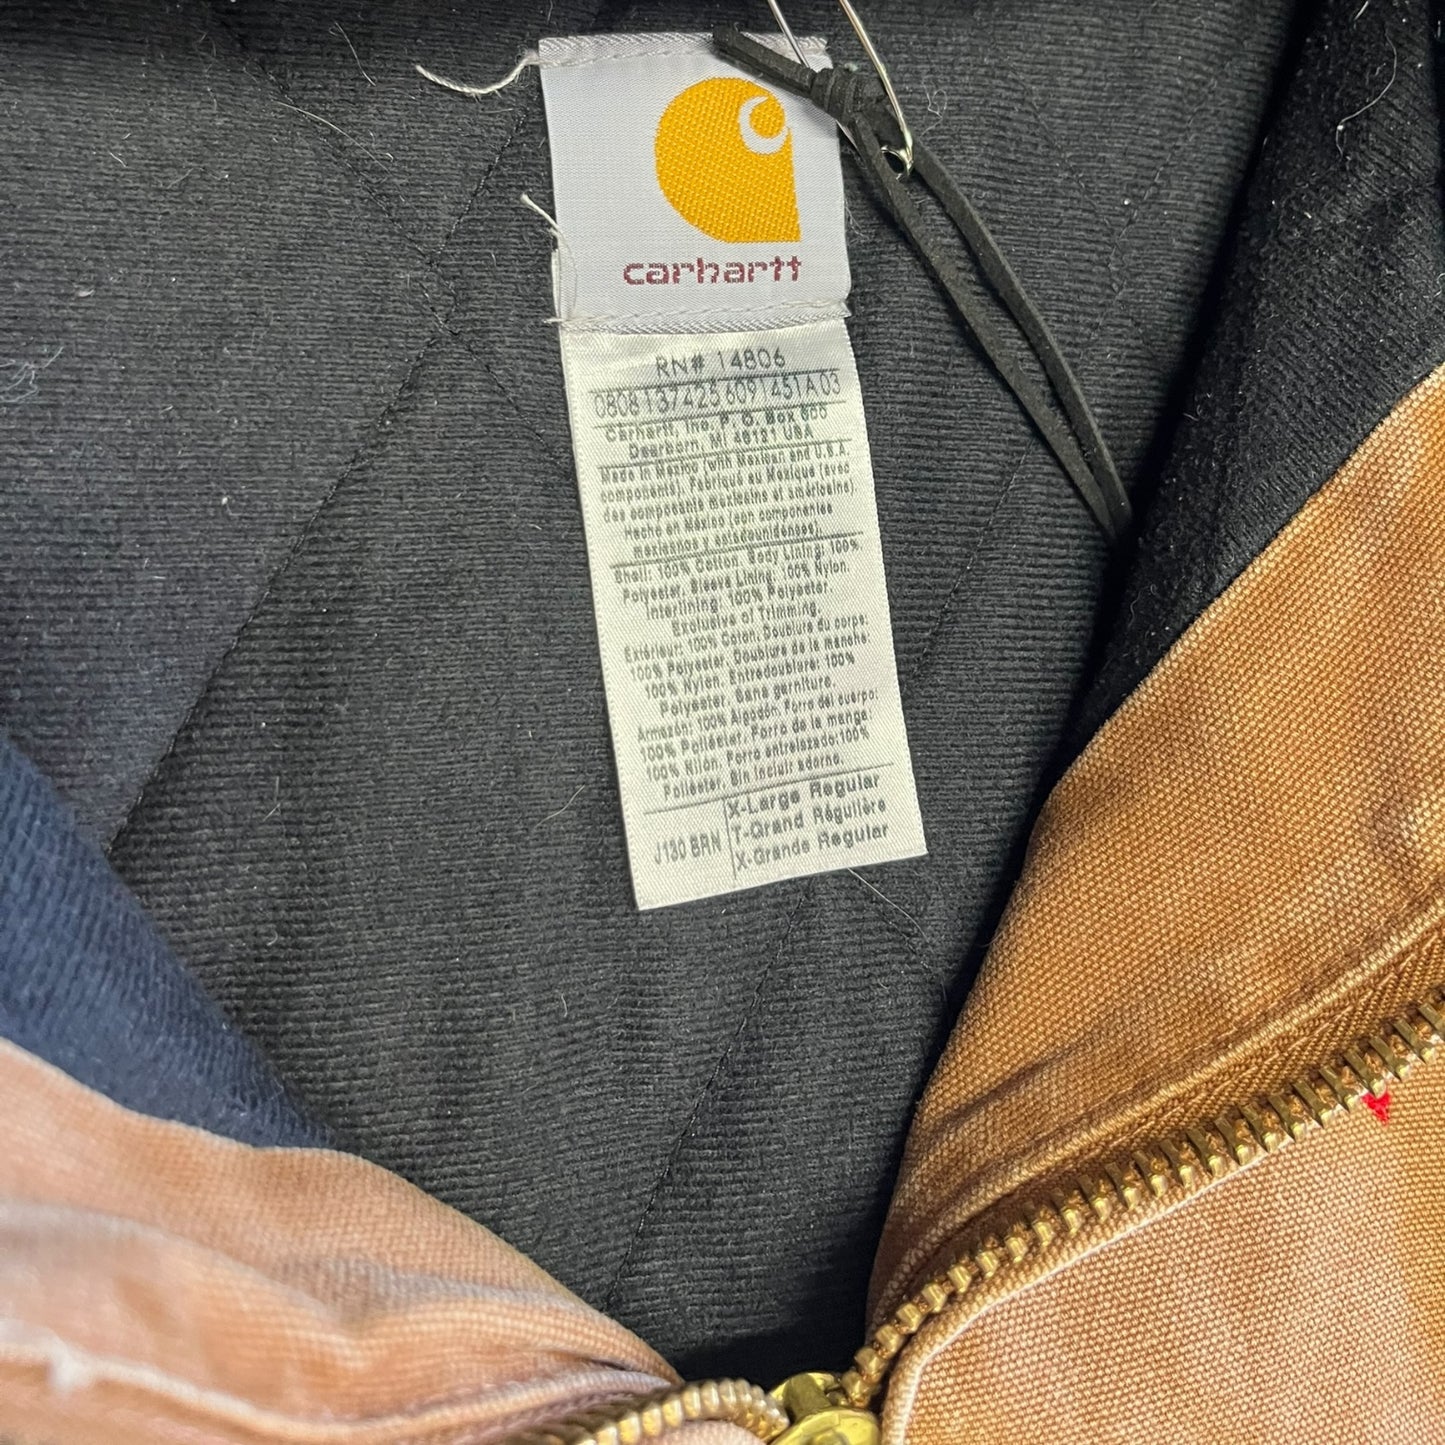 carhartt
RN# 14806
08081374256091451A03
Carhartt, Inc. P. O. Box 600
Dearborn, MI 48121 USA
Made in Mexico (with Mexican and U.S.A.
components). Fabriqué au Mexique (avec
des composants mexicains et américains).
Hecho en México (con componentes
mexicanos y estadounidenses).
Shell: 100% Cotton. Body Lining: 100%
Polyester, Sleeve Lining: 100% Nylon.
Interlining: 100% Polyester.
Exclusive of Trimming.
Extérieur: 100% Coton. Doublure du corps:
100% Polyester, Doublure de la manche:
100% Nylon, Entredoublure: 100%
Polyester, Sans garniture.
Armazón: 100% Algodón. Forro del cuerpo:
100% Poliéster, Forro de la manga:
100% Nilón, Forro entrelazado:100%
Poliéster, Sin incluir adorno.
J130 BRN
X-Large Regular
T-Grand Régulière
X-Grande Regular